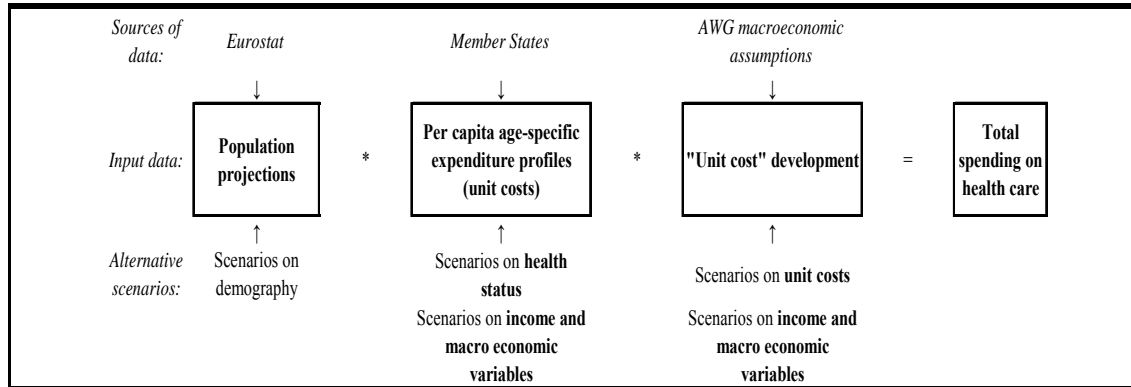 Sources of data:
Eurostat
Member States
AWG macroeconomic assumptions
↓ ↓ ↓
Input data:
Population projections
*
Per capita age-specific expenditure profiles (unit costs)
*
"Unit cost" development
=
Total spending on health care
↑ ↑ ↑
Alternative scenarios:
Scenarios on demography
Scenarios on health status
Scenarios on unit costs
Scenarios on income and macro economic variables
Scenarios on income and macro economic variables